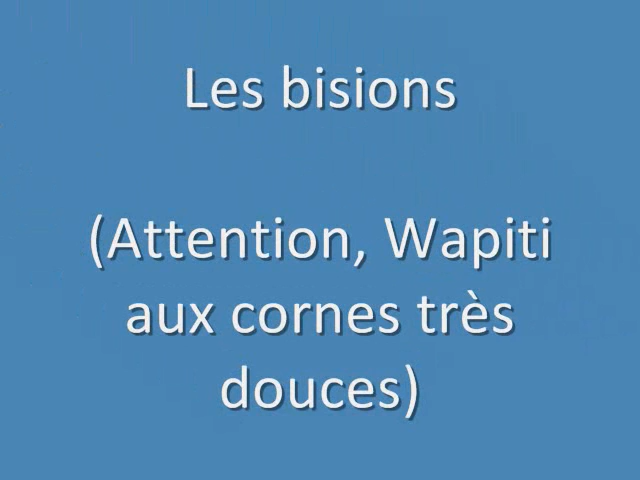 Les bisions
(Attention, Wapiti
aux cornes très
douces)